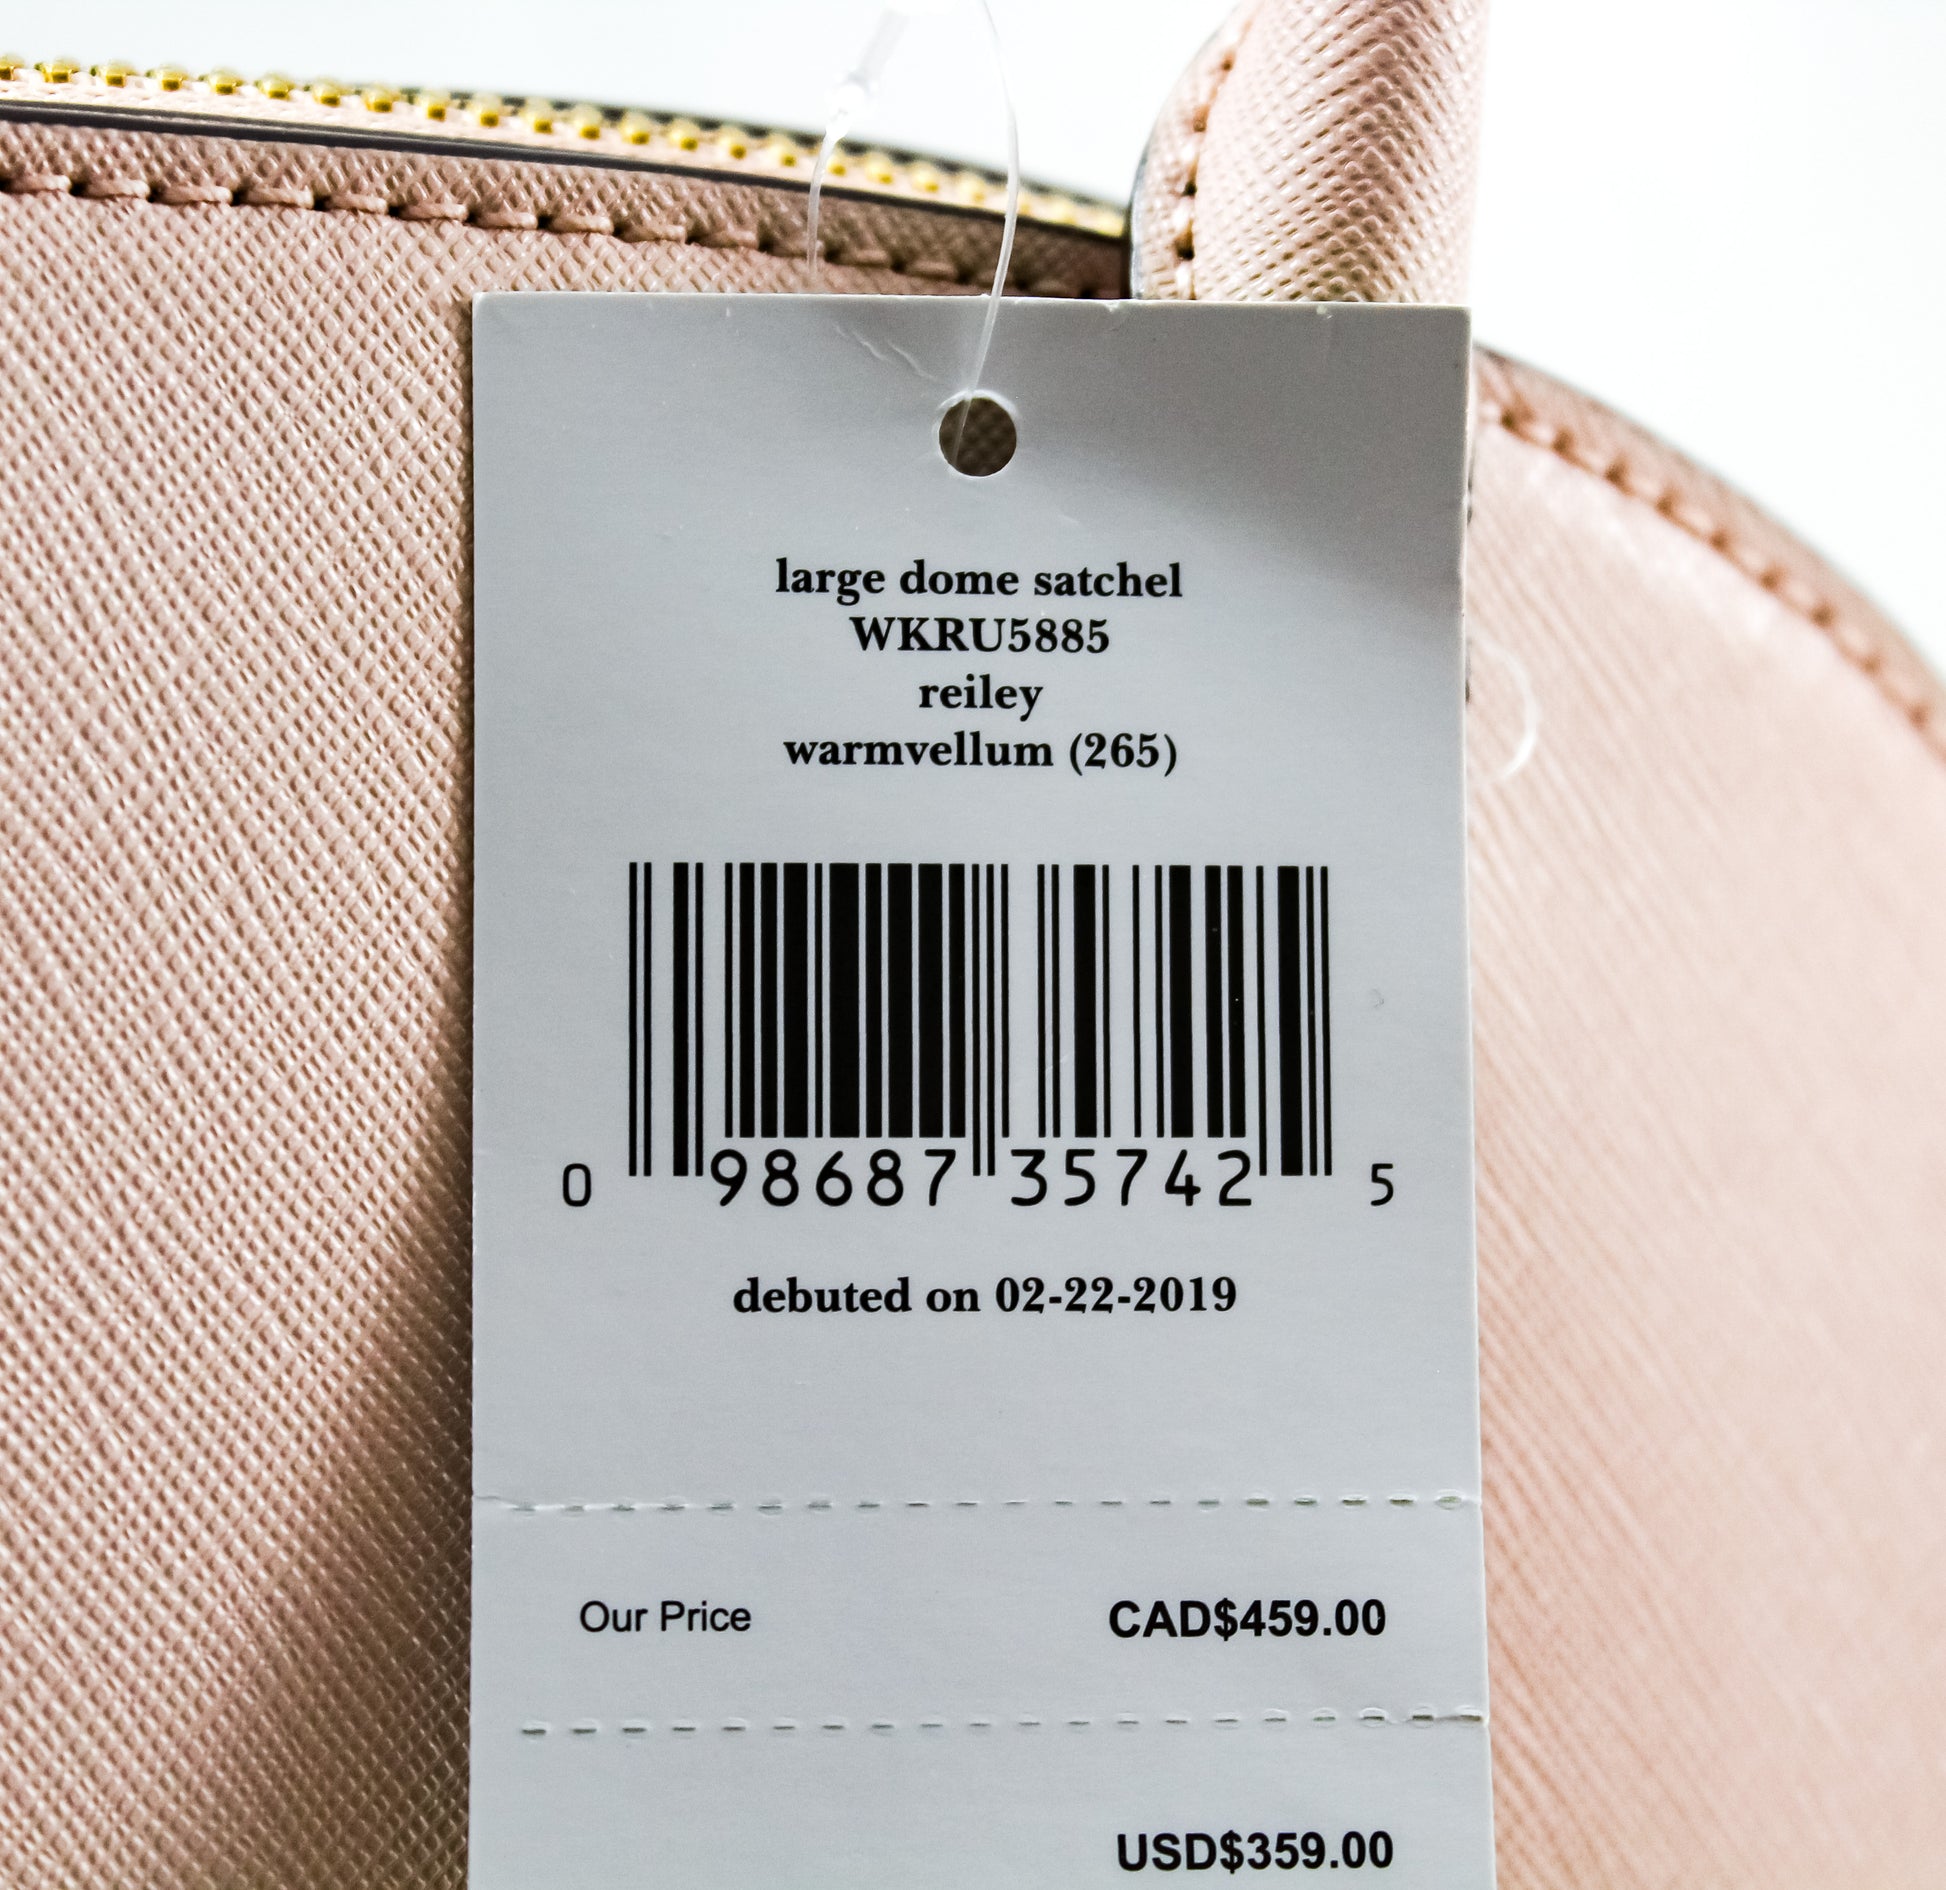 large dome satchel
WKRU5885
reiley
warmvellum (265)
0 98687 35742 5
debuted on 02-22-2019
Our Price CAD$459.00
USD$359.00